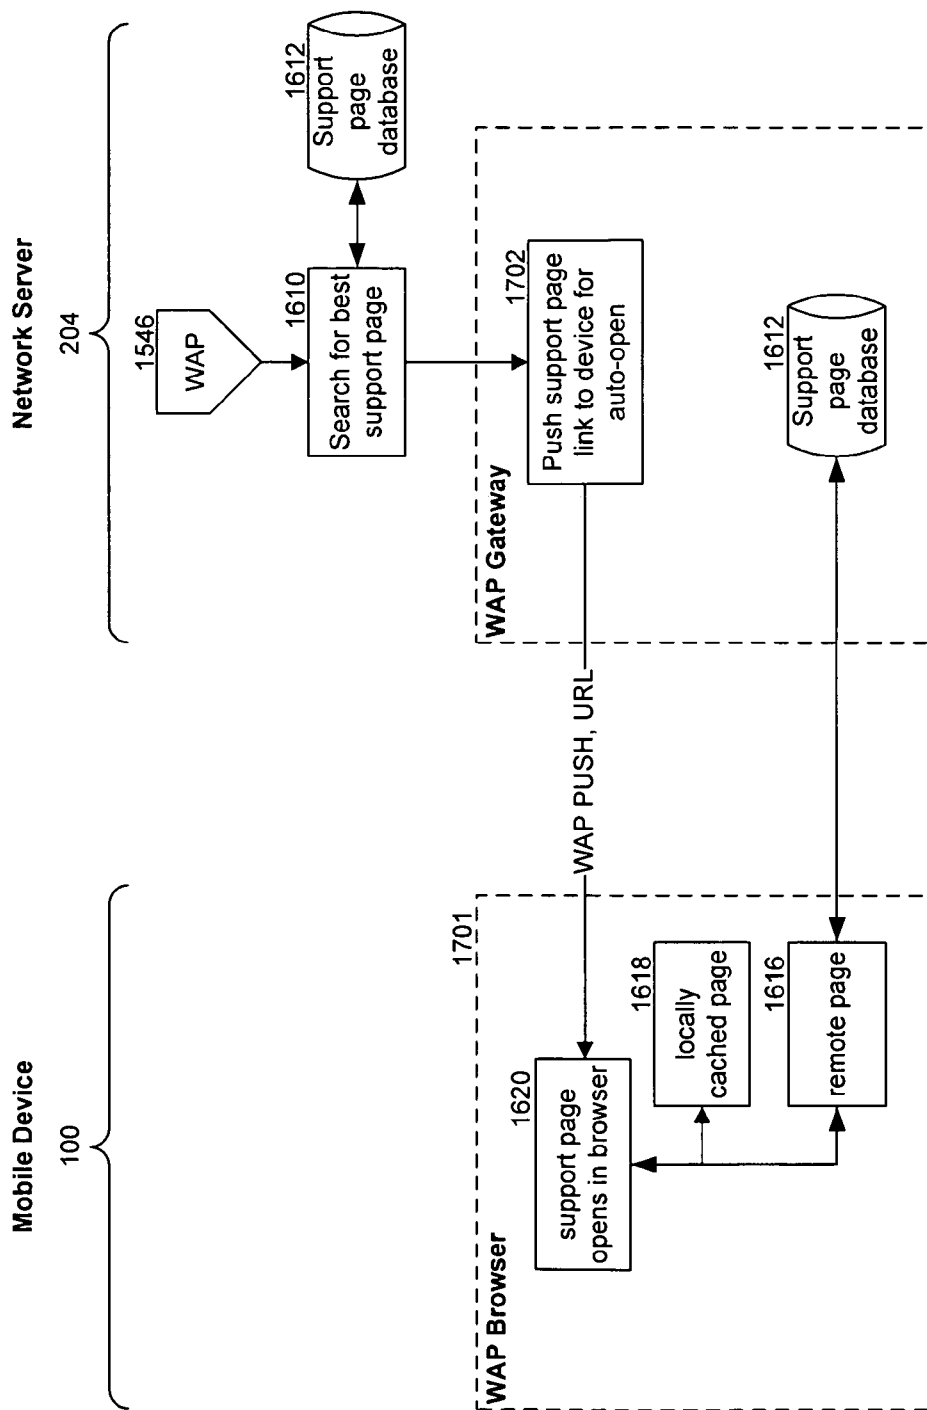 Mobile Device
100
Network Server
204
1546
WAP
1610
Search for best
support page
1612
Support
page
database
WAP Browser
1701
1620
support page
opens in browser
1618
locally
cached page
1616
remote page
WAP PUSH, URL
WAP Gateway
1702
Push support page
link to device for
auto-open
1612
Support
page
database